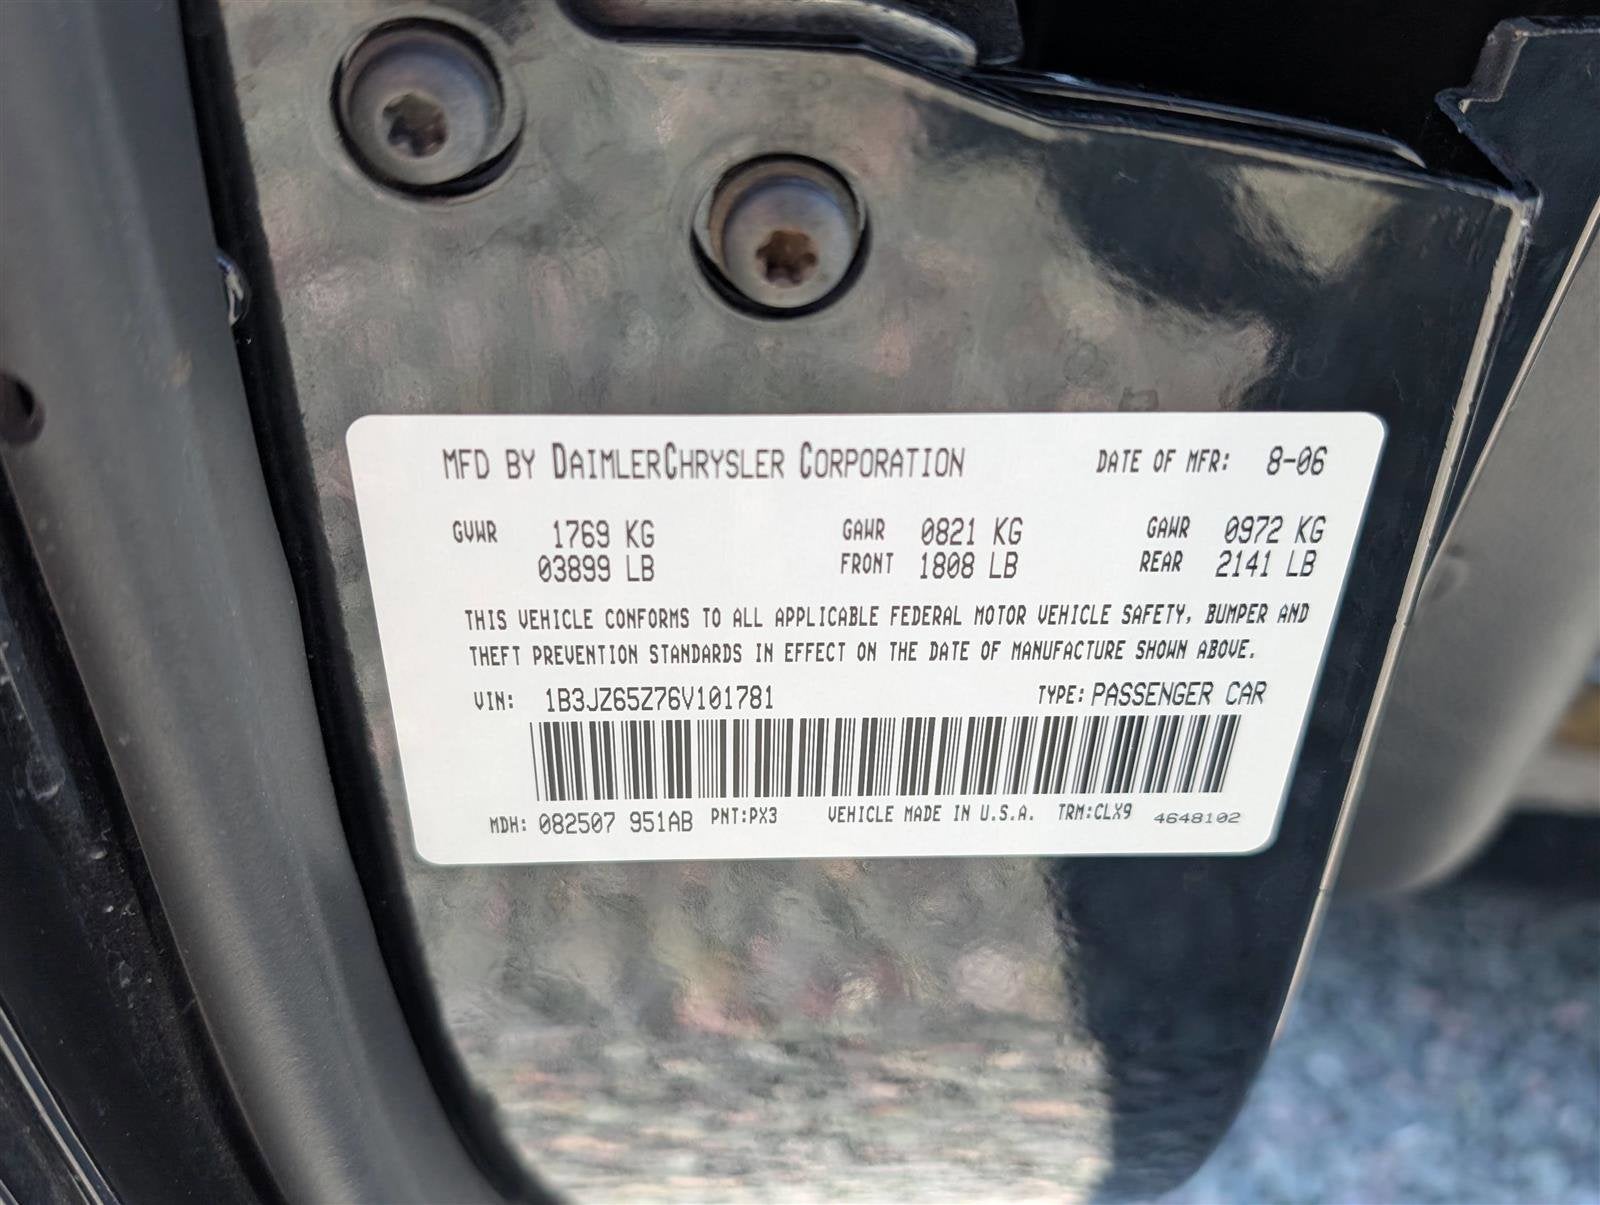 MFD BY DAIMLERCHRYSLER CORPORATION DATE OF MFR: 8-06
GVWR 1769 KG GAWR 0821 KG GAWR 0972 KG
03899 LB FRONT 1808 LB REAR 2141 LB
THIS VEHICLE CONFORMS TO ALL APPLICABLE FEDERAL MOTOR VEHICLE SAFETY, BUMPER AND
THEFT PREVENTION STANDARDS IN EFFECT ON THE DATE OF MANUFACTURE SHOWN ABOVE.
VIN: 1B3JZ65Z76V101781 TYPE: PASSENGER CAR
MDH: 082507 951AB PNT:PX3 VEHICLE MADE IN U.S.A. TRM:CLX9 4648102